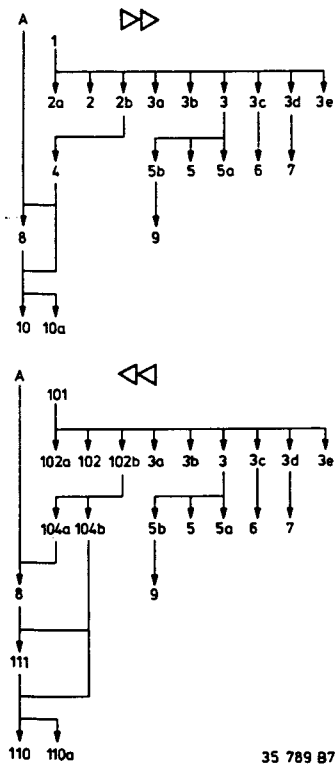 A
1
2a 2 2b 3a 3b 3 3c 3d 3e
4 5b 5 5a 6 7
8 9
10 10a
A
101
102a 102 102b 3a 3b 3 3c 3d 3e
104a 104b 5b 5 5a 6 7
8 9
111
110 110a
35 789 B7